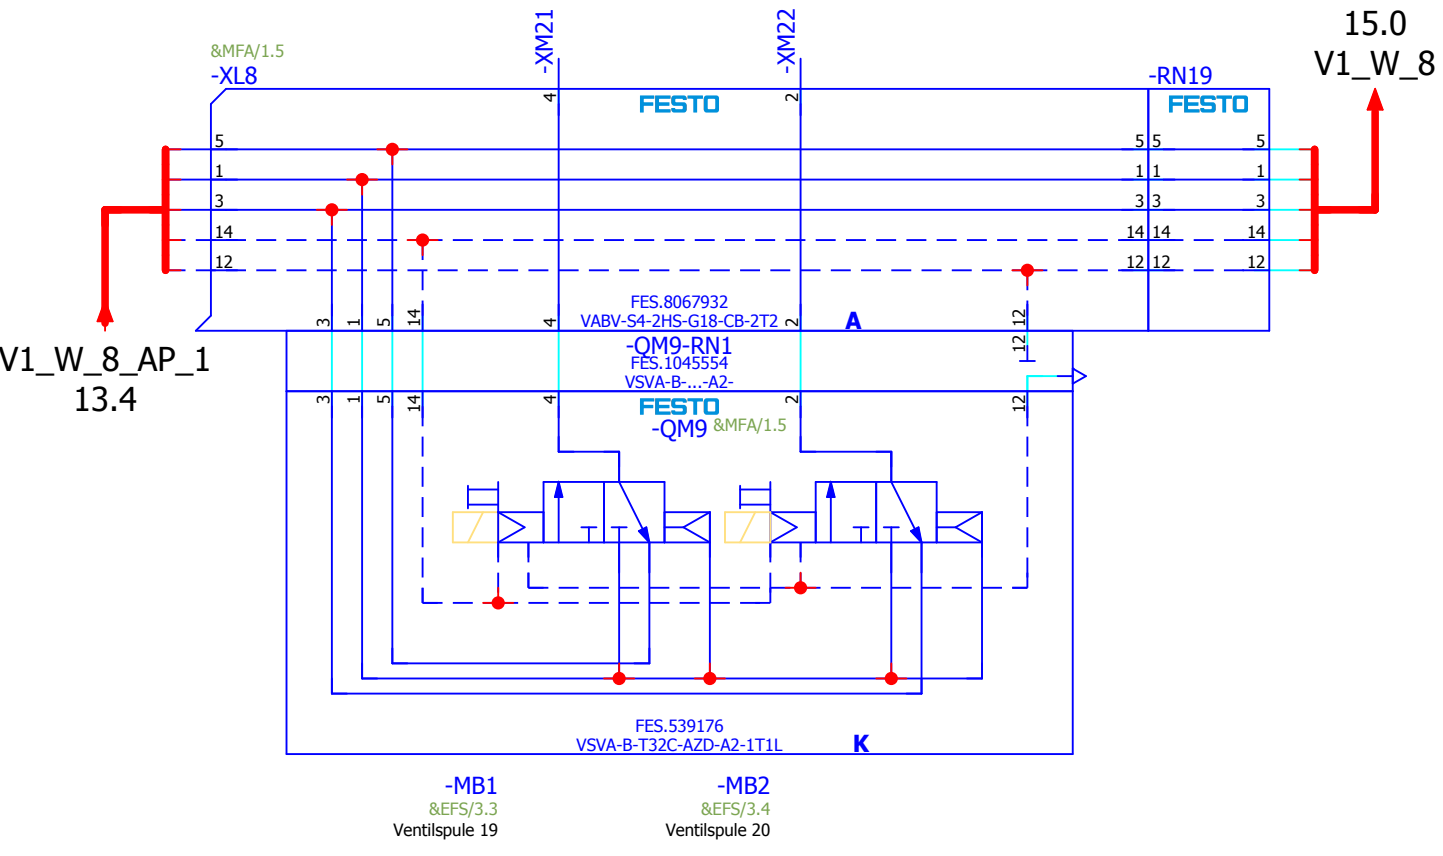 -XM21
-XM22
15.0
V1_W_8
&MFA/1.5
-XL8
-RN19
4
FESTO
2
FESTO
5
5 5
5
1
1 1
1
3
3 3
3
14
14 14
14
12
12 12
12
FES.8067932
VABV-S4-2HS-G18-CB-2T2
A
3
1
5
14
4
2
12
V1_W_8_AP_1
13.4
-QM9-RN1
FES.1045554
VSVA-B-...-A2-
12
3
1
5
14
4
2
12
FESTO
-QM9 &MFA/1.5
FES.539176
VSVA-B-T32C-AZD-A2-1T1L
K
-MB1
&EFS/3.3
Ventilspule 19
-MB2
&EFS/3.4
Ventilspule 20